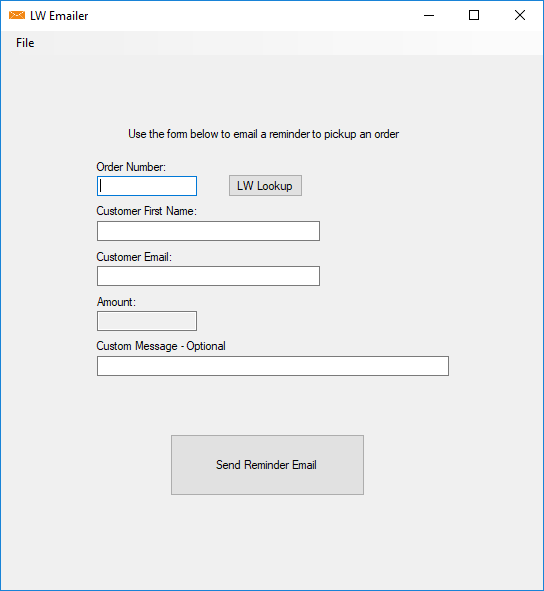 LW Emailer
File
Use the form below to email a reminder to pickup an order
Order Number:
LW Lookup
Customer First Name:
Customer Email:
Amount:
Custom Message - Optional
Send Reminder Email